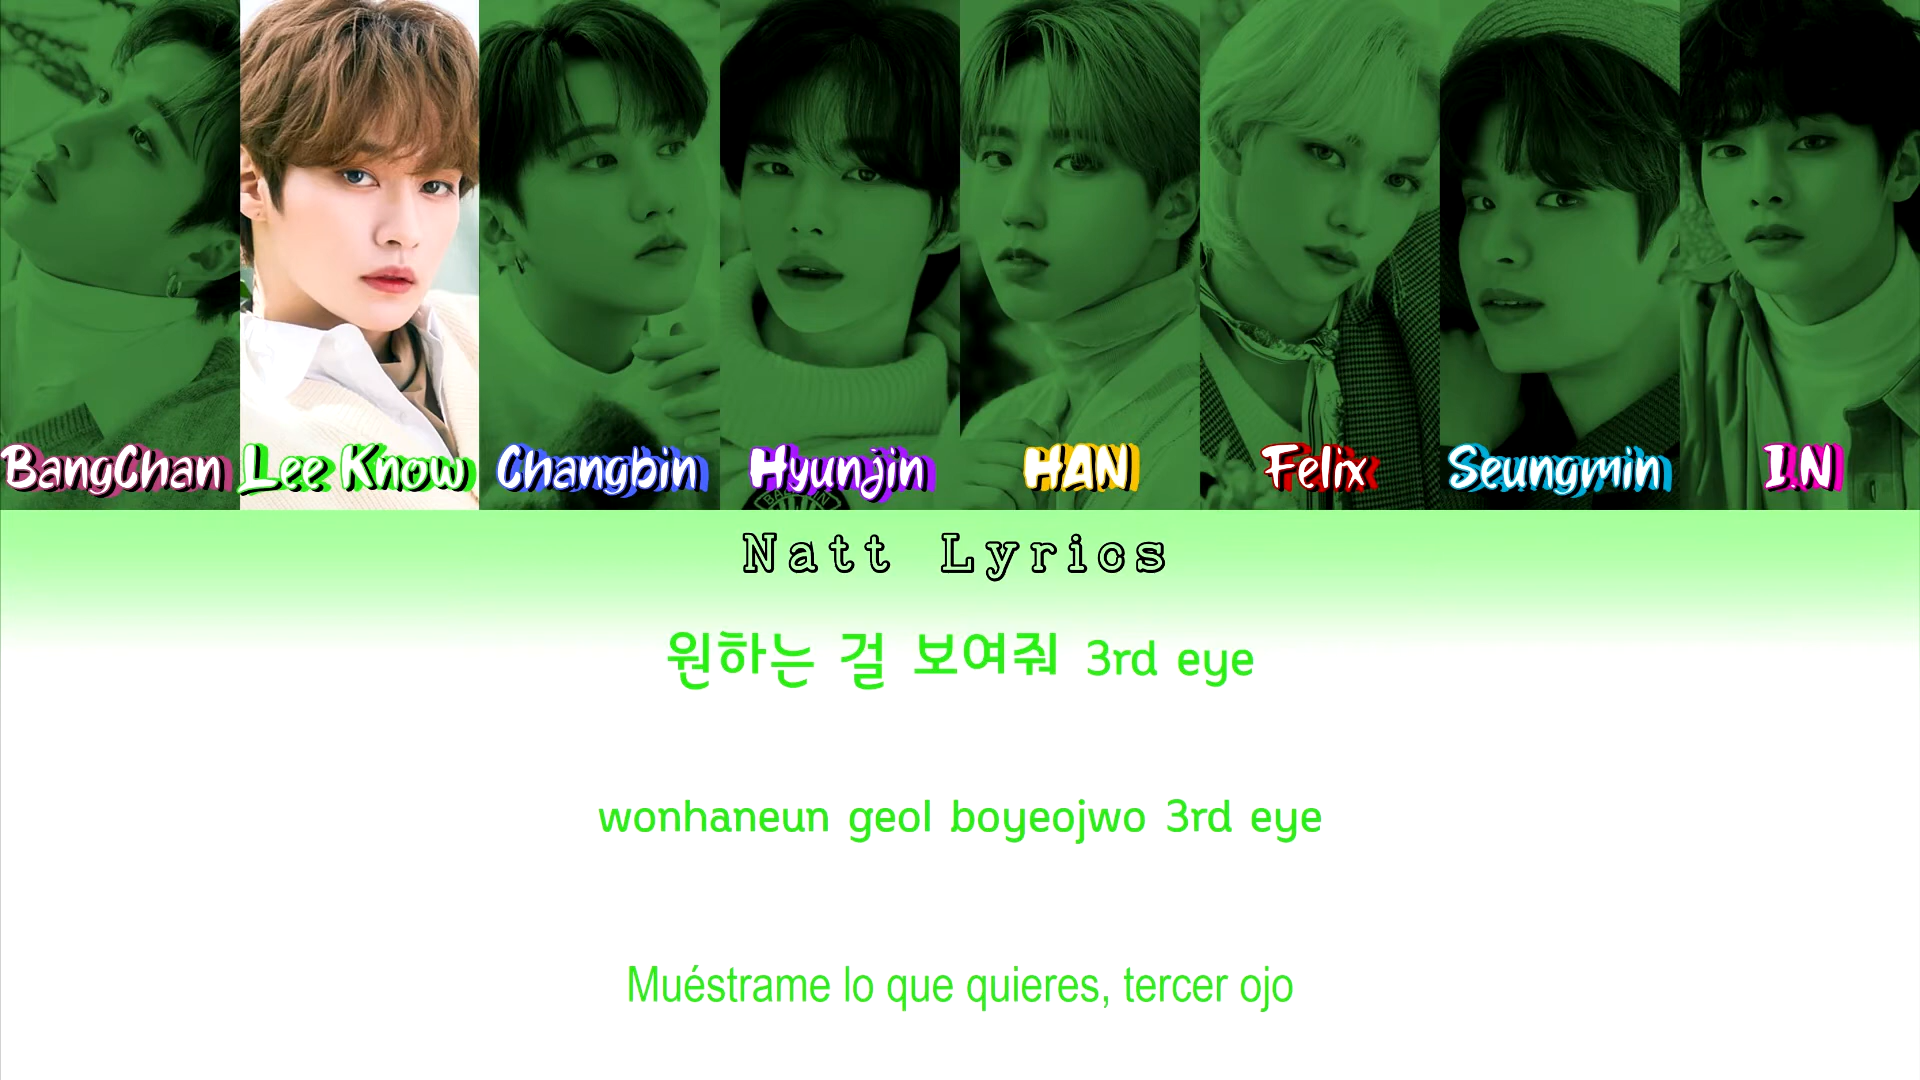 BangChan Lee Know Changbin Hyunjin HAN Felix Seungmin I.N
Natt Lyrics
원하는 걸 보여줘 3rd eye
wonhaneun geol boyeojwo 3rd eye
Muéstrame lo que quieres, tercer ojo